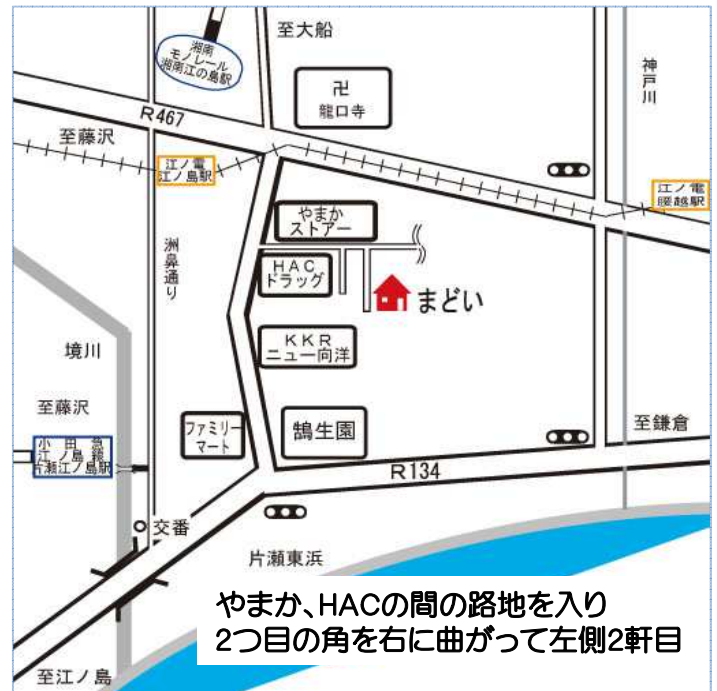 至大船
湘南
モノレール
湘南江の島駅
卍
龍口寺
神戸川
R467
至藤沢
江ノ電
江ノ島駅
江ノ電
腰越駅
やまか
ストアー
洲鼻通り
HAC
ドラッグ
まどい
境川
KKR
ニュー向洋
至藤沢
ファミリー
マート
鵠生園
至鎌倉
小田急
江ノ島線
片瀬江ノ島駅
R134
交番
片瀬東浜
やまか、HACの間の路地を入り
2つ目の角を右に曲がって左側2軒目
至江ノ島